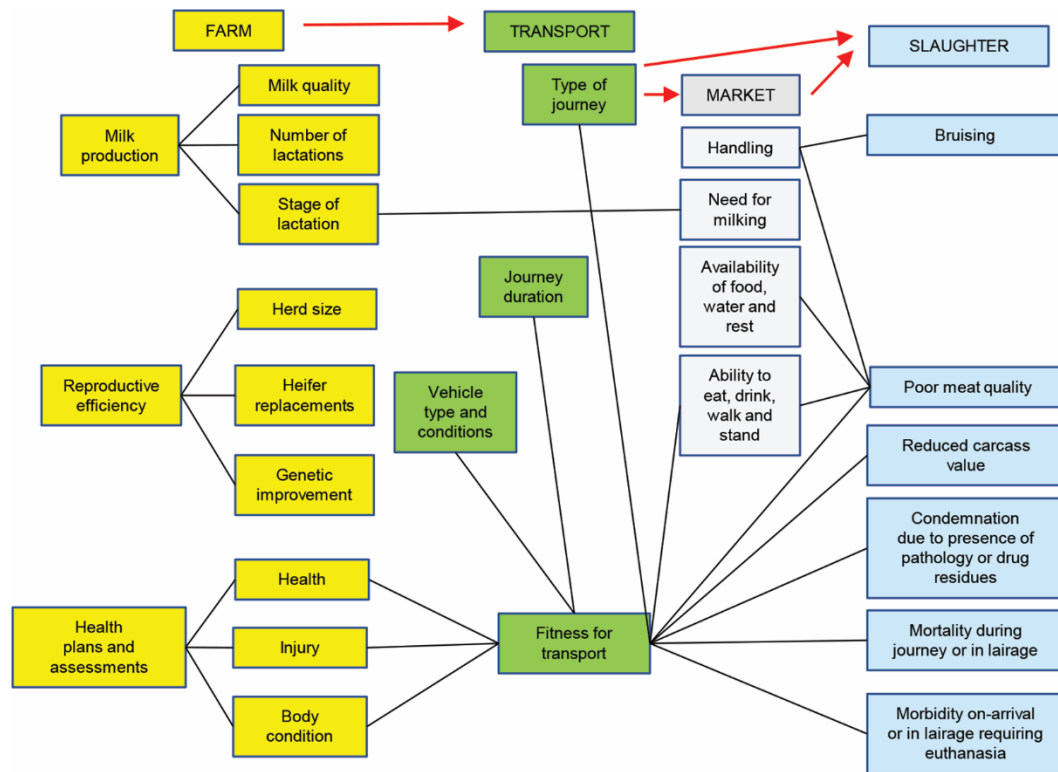 FARM
TRANSPORT
SLAUGHTER
Type of
journey
MARKET
Milk quality
Milk
production
Number of
lactations
Stage of
lactation
Handling
Bruising
Need for
milking
Journey
duration
Availability
of food,
water and
rest
Herd size
Reproductive
efficiency
Heifer
replacements
Genetic
improvement
Vehicle
type and
conditions
Ability to
eat, drink,
walk and
stand
Poor meat quality
Reduced carcass
value
Condemnation
due to presence of
pathology or drug
residues
Health
Health
plans and
assessments
Injury
Body
condition
Fitness for
transport
Mortality during
journey or in lairage
Morbidity on-arrival
or in lairage requiring
euthanasia